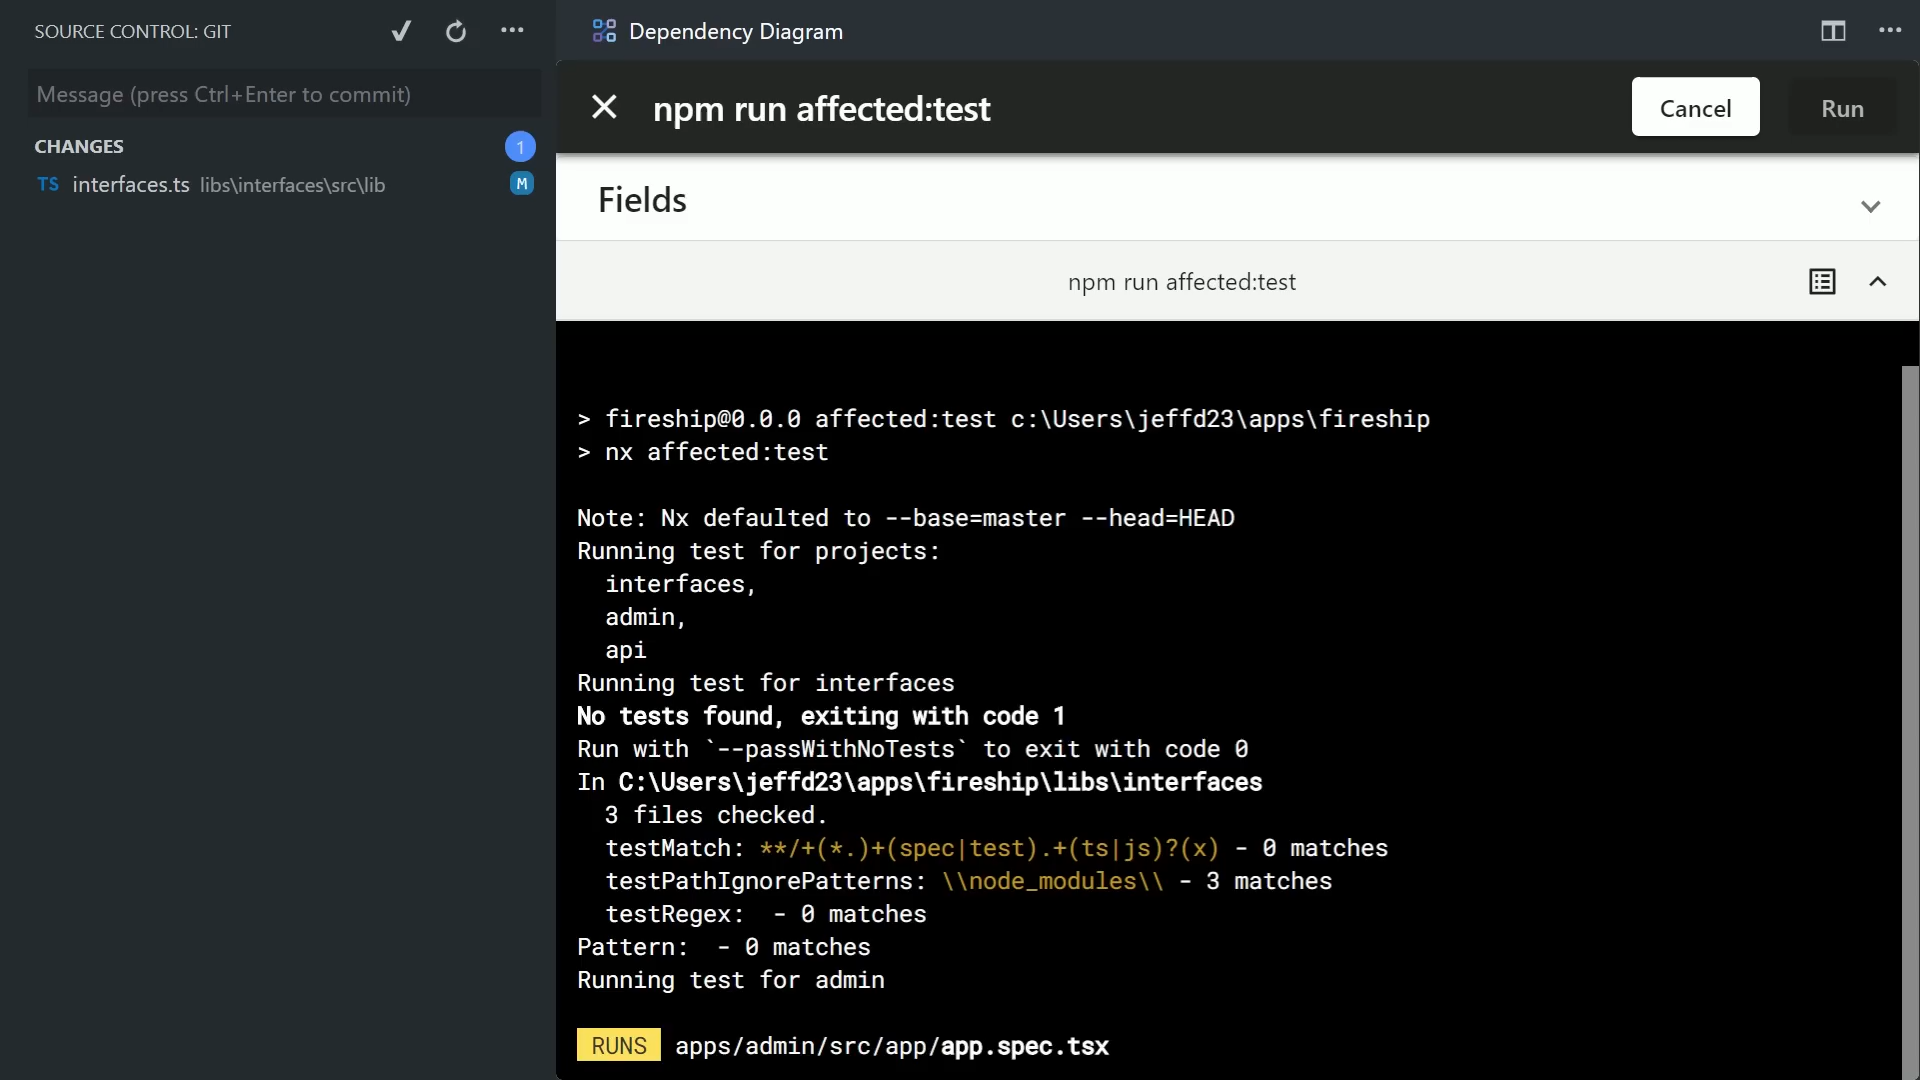 SOURCE CONTROL: GIT
Message (press Ctrl+Enter to commit)
CHANGES 1
TS interfaces.ts libs\interfaces\src\lib M
Dependency Diagram
npm run affected:test
Cancel
Run
Fields
npm run affected:test
> fireship@0.0.0 affected:test c:\Users\jeffd23\apps\fireship
> nx affected:test
Note: Nx defaulted to --base=master --head=HEAD
Running test for projects:
interfaces,
admin,
api
Running test for interfaces
No tests found, exiting with code 1
Run with `--passWithNoTests` to exit with code 0
In C:\Users\jeffd23\apps\fireship\libs\interfaces
3 files checked.
testMatch: **/+(*.)+(spec|test).+(ts|js)?(x) - 0 matches
testPathIgnorePatterns: \\node_modules\\ - 3 matches
testRegex:  - 0 matches
Pattern:  - 0 matches
Running test for admin
RUNS apps/admin/src/app/app.spec.tsx